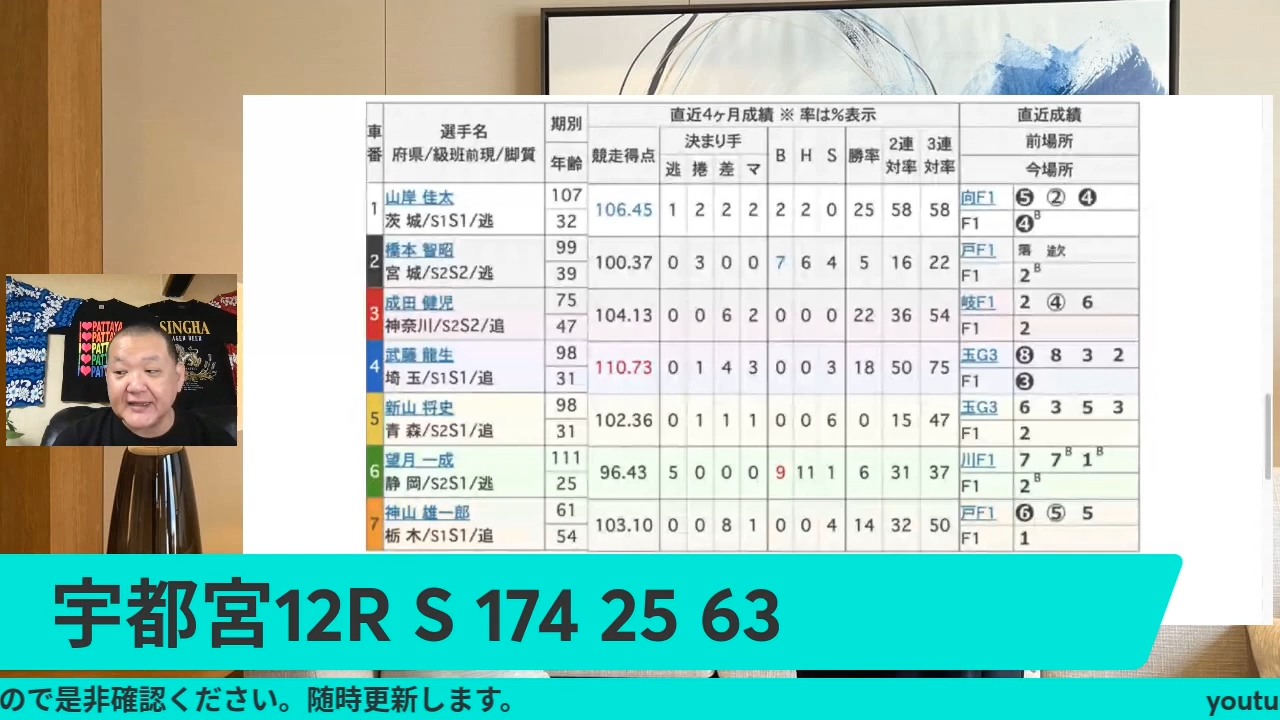 車番 選手名 府県/級班前現/脚質 期別 年齢 直近4ヶ月成績 ※ 率は%表示 直近成績
競走得点 決まり手 B H S 勝率 2連対率 3連対率 前場所
逃 捲 差 マ 今場所
1 山岸 佳太 107 106.45 1 2 2 2 2 2 0 25 58 58 向F1 ❺ ② ❹
茨 城/S1S1/逃 32 F1 ❹B
2 橋本 智昭 99 100.37 0 3 0 0 7 6 4 5 16 22 戸F1 落 欠
宮 城/S2S2/逃 39 F1 2B
3 成田 健児 75 104.13 0 0 6 2 0 0 0 22 36 54 岐F1 2 ④ 6
神奈川/S2S2/追 47 F1 2
4 武藤 龍生 98 110.73 0 1 4 3 0 0 3 18 50 75 玉G3 ❽ 8 3 2
埼 玉/S1S1/追 31 F1 ❸
5 新山 将史 98 102.36 0 1 1 1 0 0 6 0 15 47 玉G3 6 3 5 3
青 森/S2S1/追 31 F1 2
6 望月 一成 111 96.43 5 0 0 0 9 11 1 6 31 37 川F1 7 7B 1B
静 岡/S2S1/逃 25 F1 2B
7 神山 雄一郎 61 103.10 0 0 8 1 0 0 4 14 32 50 戸F1 ❻ ⑤ 5
栃 木/S1S1/追 54 F1 1
PATTAYA
PATTAYA
PATTAYA
SINGHA
LAGER BEER
宇都宮12R S 174 25 63
ので是非確認ください。随時更新します。 youtu